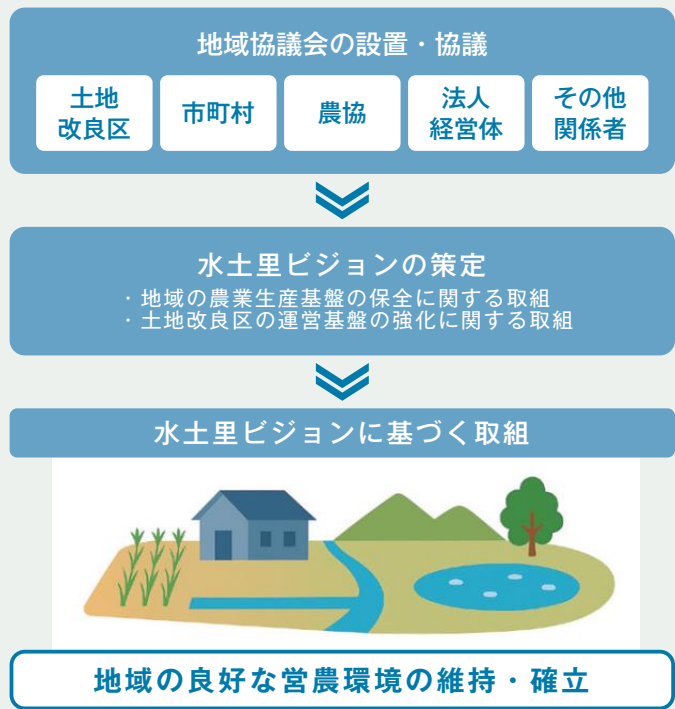 地域協議会の設置・協議
土地
改良区
市町村
農協
法人
経営体
その他
関係者
水土里ビジョンの策定
・地域の農業生産基盤の保全に関する取組
・土地改良区の運営基盤の強化に関する取組
水土里ビジョンに基づく取組
地域の良好な営農環境の維持・確立